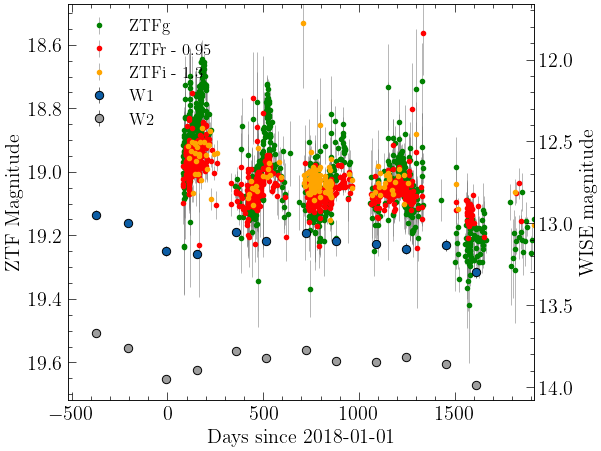 ZTFg
ZTFr - 0.95
ZTFi - 1.3
W1
W2
18.6
18.8
19.0
19.2
19.4
19.6
ZTF Magnitude
12.0
12.5
13.0
13.5
14.0
WISE magnitude
−500
0
500
1000
1500
Days since 2018-01-01